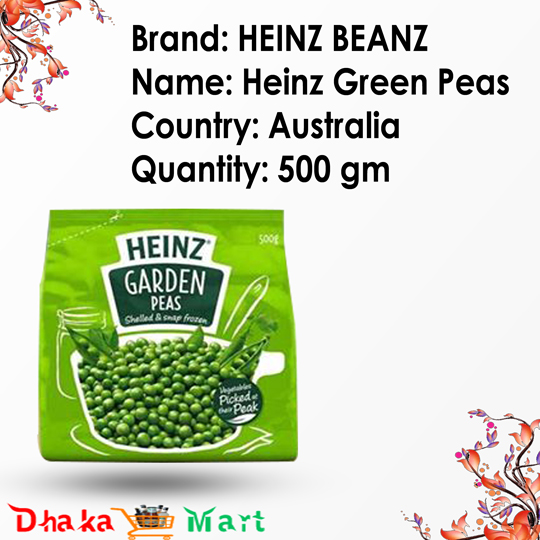 Brand: HEINZ BEANZ
Name: Heinz Green Peas
Country: Australia
Quantity: 500 gm
HEINZ®
500g
GARDEN
PEAS
Shelled & snap frozen
Vegetables
Picked at
their Peak
Dhaka Mart